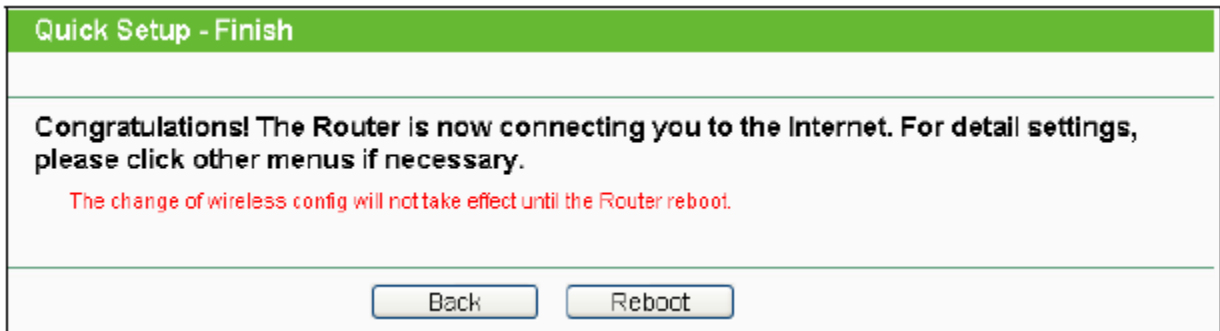 Quick Setup - Finish
Congratulations! The Router is now connecting you to the Internet. For detail settings,
please click other menus if necessary.
The change of wireless config will not take effect until the Router reboot.
Back
Reboot